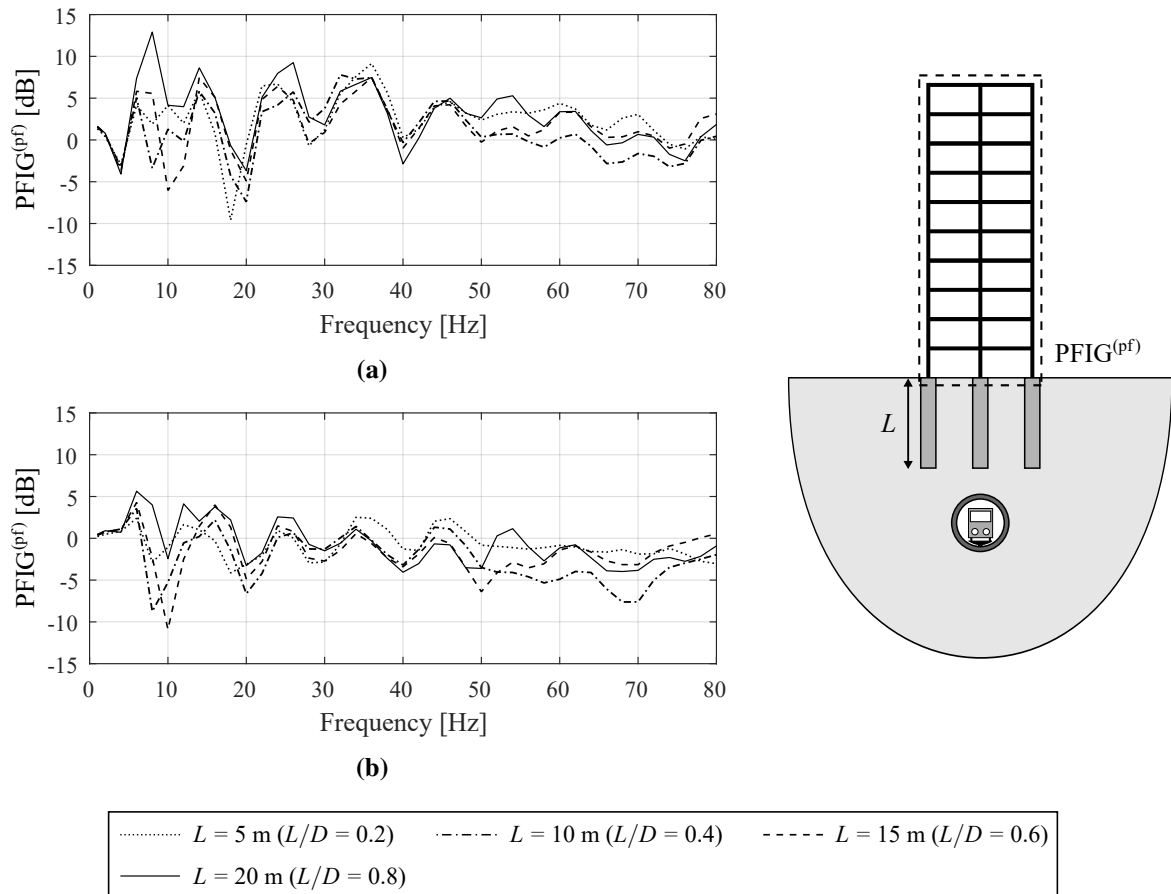 15
10
5
0
-5
-10
-15
PFIG(pf) [dB]
0 10 20 30 40 50 60 70 80
Frequency [Hz]
(a)
15
10
5
0
-5
-10
-15
PFIG(pf) [dB]
0 10 20 30 40 50 60 70 80
Frequency [Hz]
(b)
PFIG(pf)
L
L = 5 m (L/D = 0.2) L = 10 m (L/D = 0.4) L = 15 m (L/D = 0.6)
L = 20 m (L/D = 0.8)